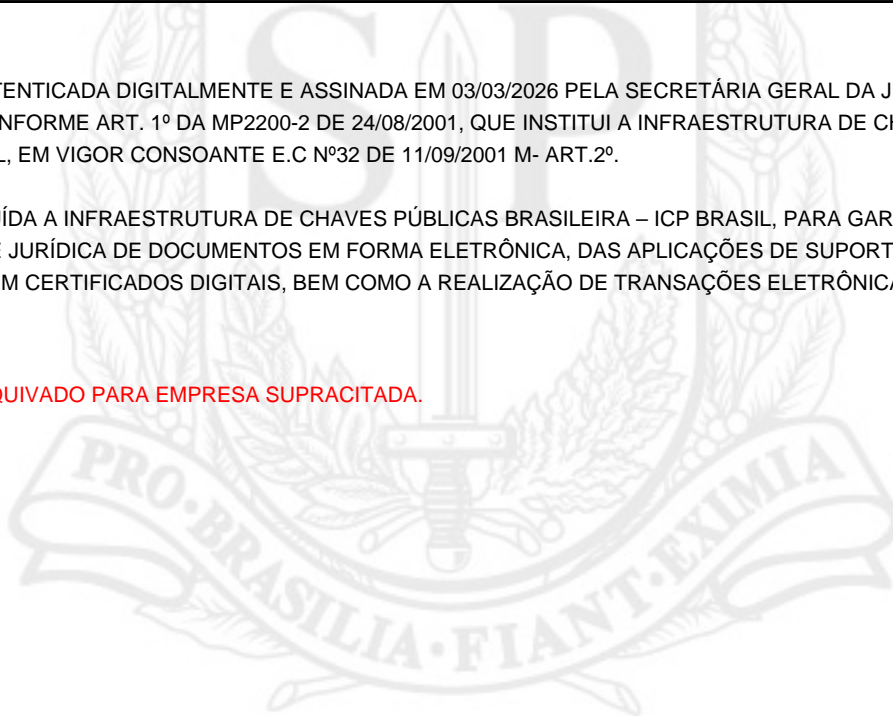 TENTICADA DIGITALMENTE E ASSINADA EM 03/03/2026 PELA SECRETÁRIA GERAL DA J
NFORME ART. 1º DA MP2200-2 DE 24/08/2001, QUE INSTITUI A INFRAESTRUTURA DE CH
L, EM VIGOR CONSOANTE E.C Nº32 DE 11/09/2001 M- ART.2º.
UÍDA A INFRAESTRUTURA DE CHAVES PÚBLICAS BRASILEIRA – ICP BRASIL, PARA GAR
E JURÍDICA DE DOCUMENTOS EM FORMA ELETRÔNICA, DAS APLICAÇÕES DE SUPORT
M CERTIFICADOS DIGITAIS, BEM COMO A REALIZAÇÃO DE TRANSAÇÕES ELETRÔNICA
QUIVADO PARA EMPRESA SUPRACITADA.
SP
PRO·BRASILIA·FIANT·EXIMIA